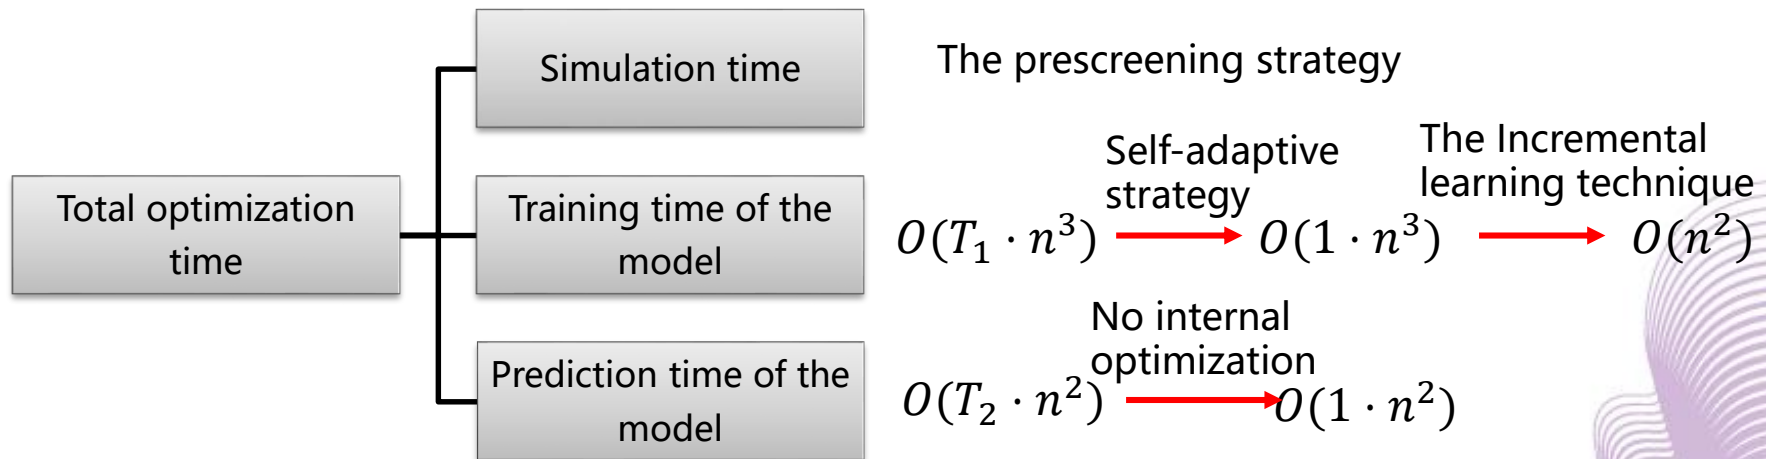 Simulation time
The prescreening strategy
Total optimization
time
Training time of the
model
Self-adaptive
strategy
The Incremental
learning technique
O(T₁ · n³)
O(1 · n³)
O(n²)
Prediction time of the
model
No internal
optimization
O(T₂ · n²)
O(1 · n²)